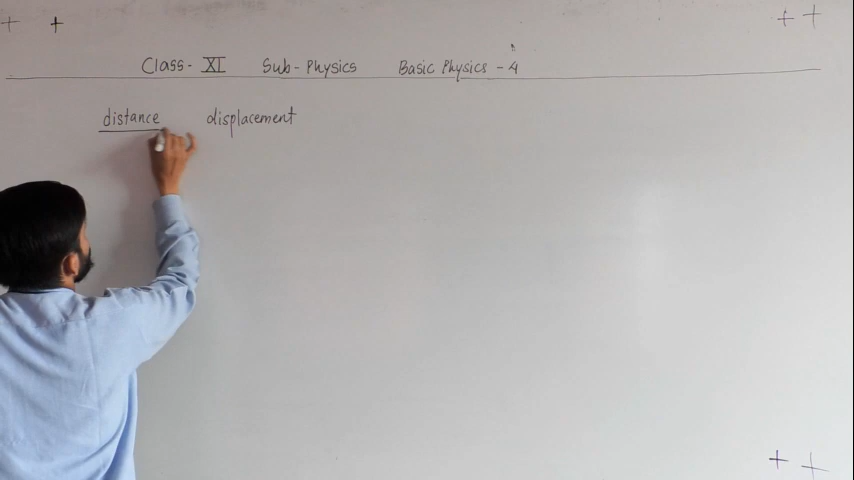 Class- XI Sub- Physics Basic Physics - 4
distance displacement